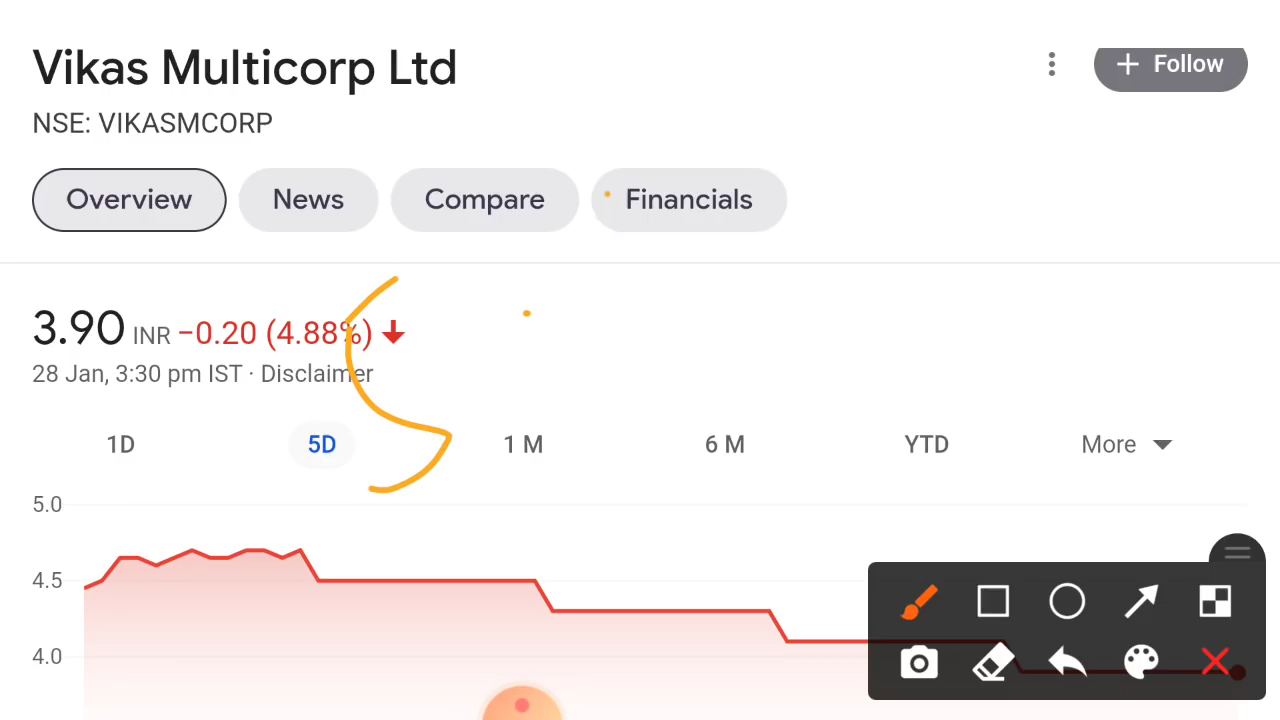 Vikas Multicorp Ltd
+ Follow
NSE: VIKASMCORP
Overview News Compare Financials
3.90 INR −0.20 (4.88%)
28 Jan, 3:30 pm IST · Disclaimer
1D 5D 1 M 6 M YTD More
5.0
4.5
4.0